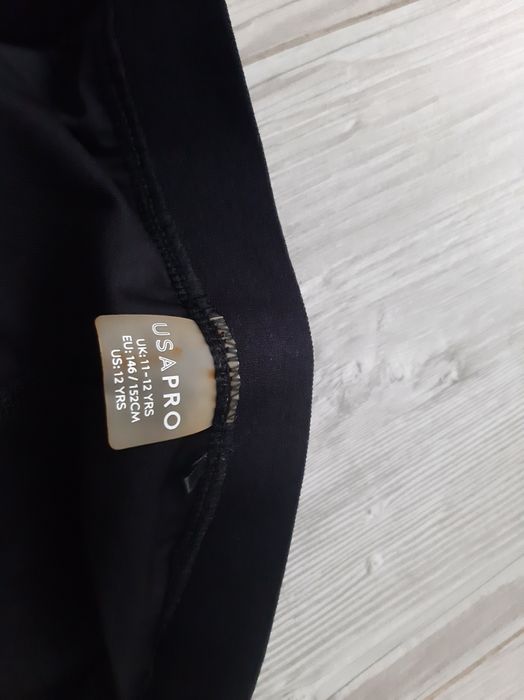 USAPRO
UK: 11-12 YRS
EU: 146 / 152CM
US: 12 YRS